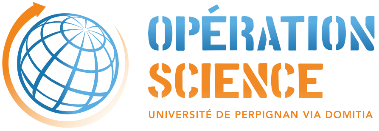 OPÉRATION
SCIENCE
UNIVERSITÉ DE PERPIGNAN VIA DOMITIA